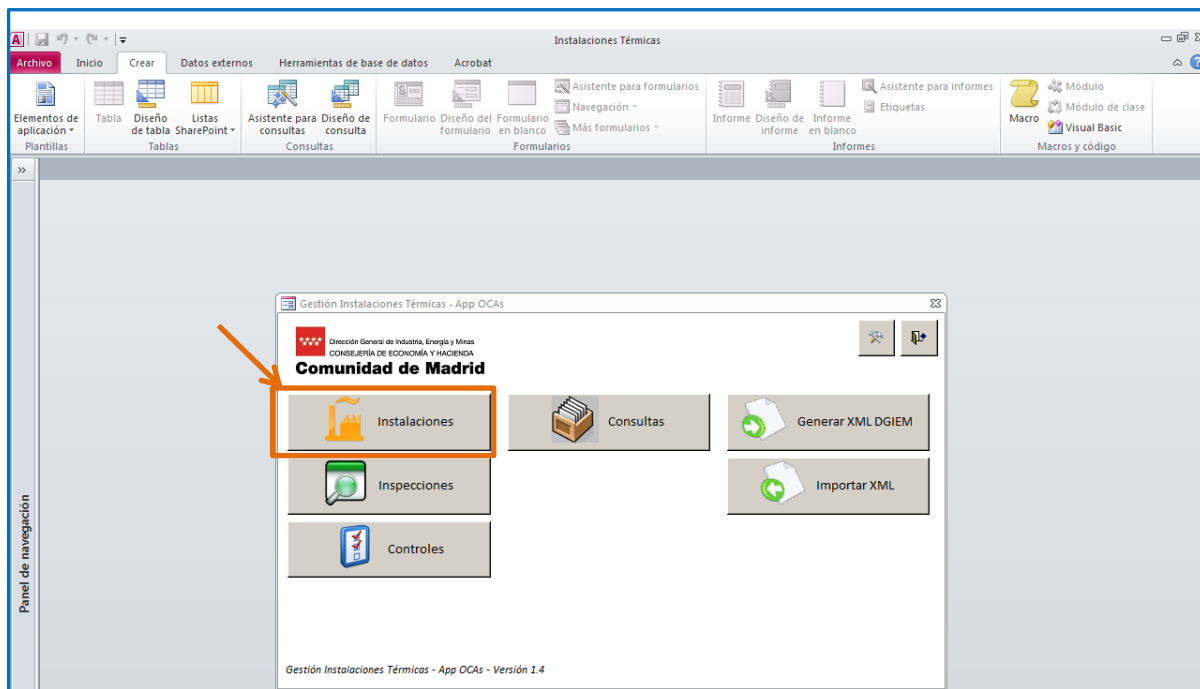 Instalaciones Térmicas
Archivo Inicio Crear Datos externos Herramientas de base de datos Acrobat
Elementos de aplicación
Tabla
Diseño de tabla
Listas SharePoint
Asistente para consultas
Diseño de consulta
Formulario
Diseño del formulario
Formulario en blanco
Asistente para formularios
Navegación
Más formularios
Informe
Diseño de informe
Informe en blanco
Asistente para informes
Etiquetas
Macro
Módulo
Módulo de clase
Visual Basic
Plantillas Tablas Consultas Formularios Informes Macros y código
»
Panel de navegación
Gestión Instalaciones Térmicas - App OCAs
Dirección General de Industria, Energía y Minas
CONSEJERÍA DE ECONOMÍA Y HACIENDA
Comunidad de Madrid
Instalaciones Consultas Generar XML DGIEM
Inspecciones Importar XML
Controles
Gestión Instalaciones Térmicas - App OCAs - Versión 1.4